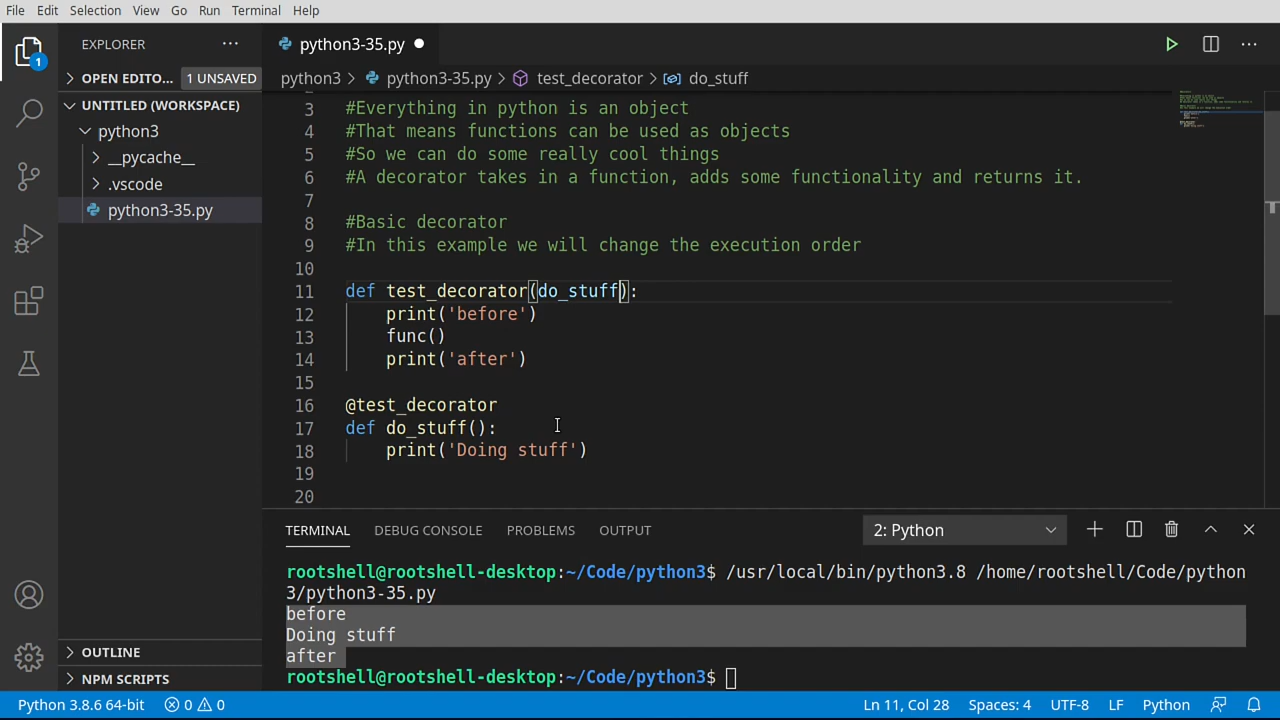 File Edit Selection View Go Run Terminal Help
EXPLORER ··· python3-35.py
1
OPEN EDITO... 1 UNSAVED python3 > python3-35.py > test_decorator > do_stuff
UNTITLED (WORKSPACE)
python3
__pycache__
.vscode
python3-35.py
2
3 #Everything in python is an object
4 #That means functions can be used as objects
5 #So we can do some really cool things
6 #A decorator takes in a function, adds some functionality and returns it.
7
8 #Basic decorator
9 #In this example we will change the execution order
10
11 def test_decorator(do_stuff):
12 print('before')
13 func()
14 print('after')
15
16 @test_decorator
17 def do_stuff():
18 print('Doing stuff')
19
20
TERMINAL DEBUG CONSOLE PROBLEMS OUTPUT 2: Python
rootshell@rootshell-desktop:~/Code/python3$ /usr/local/bin/python3.8 /home/rootshell/Code/python
3/python3-35.py
before
Doing stuff
after
rootshell@rootshell-desktop:~/Code/python3$
OUTLINE
NPM SCRIPTS
Python 3.8.6 64-bit 0 0 Ln 11, Col 28 Spaces: 4 UTF-8 LF Python